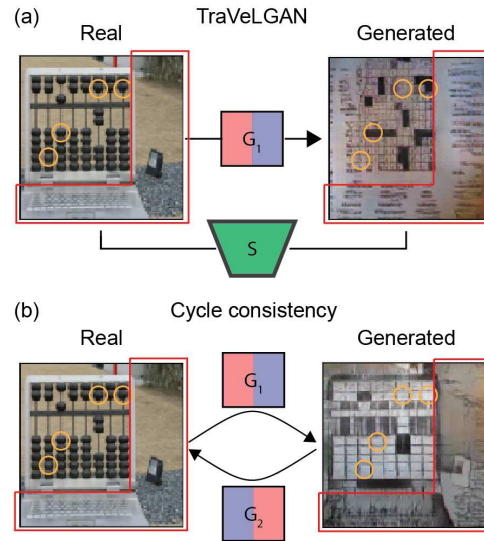 (a) TraVeLGAN
Real Generated
G1
S
(b) Cycle consistency
Real Generated
G1
G2